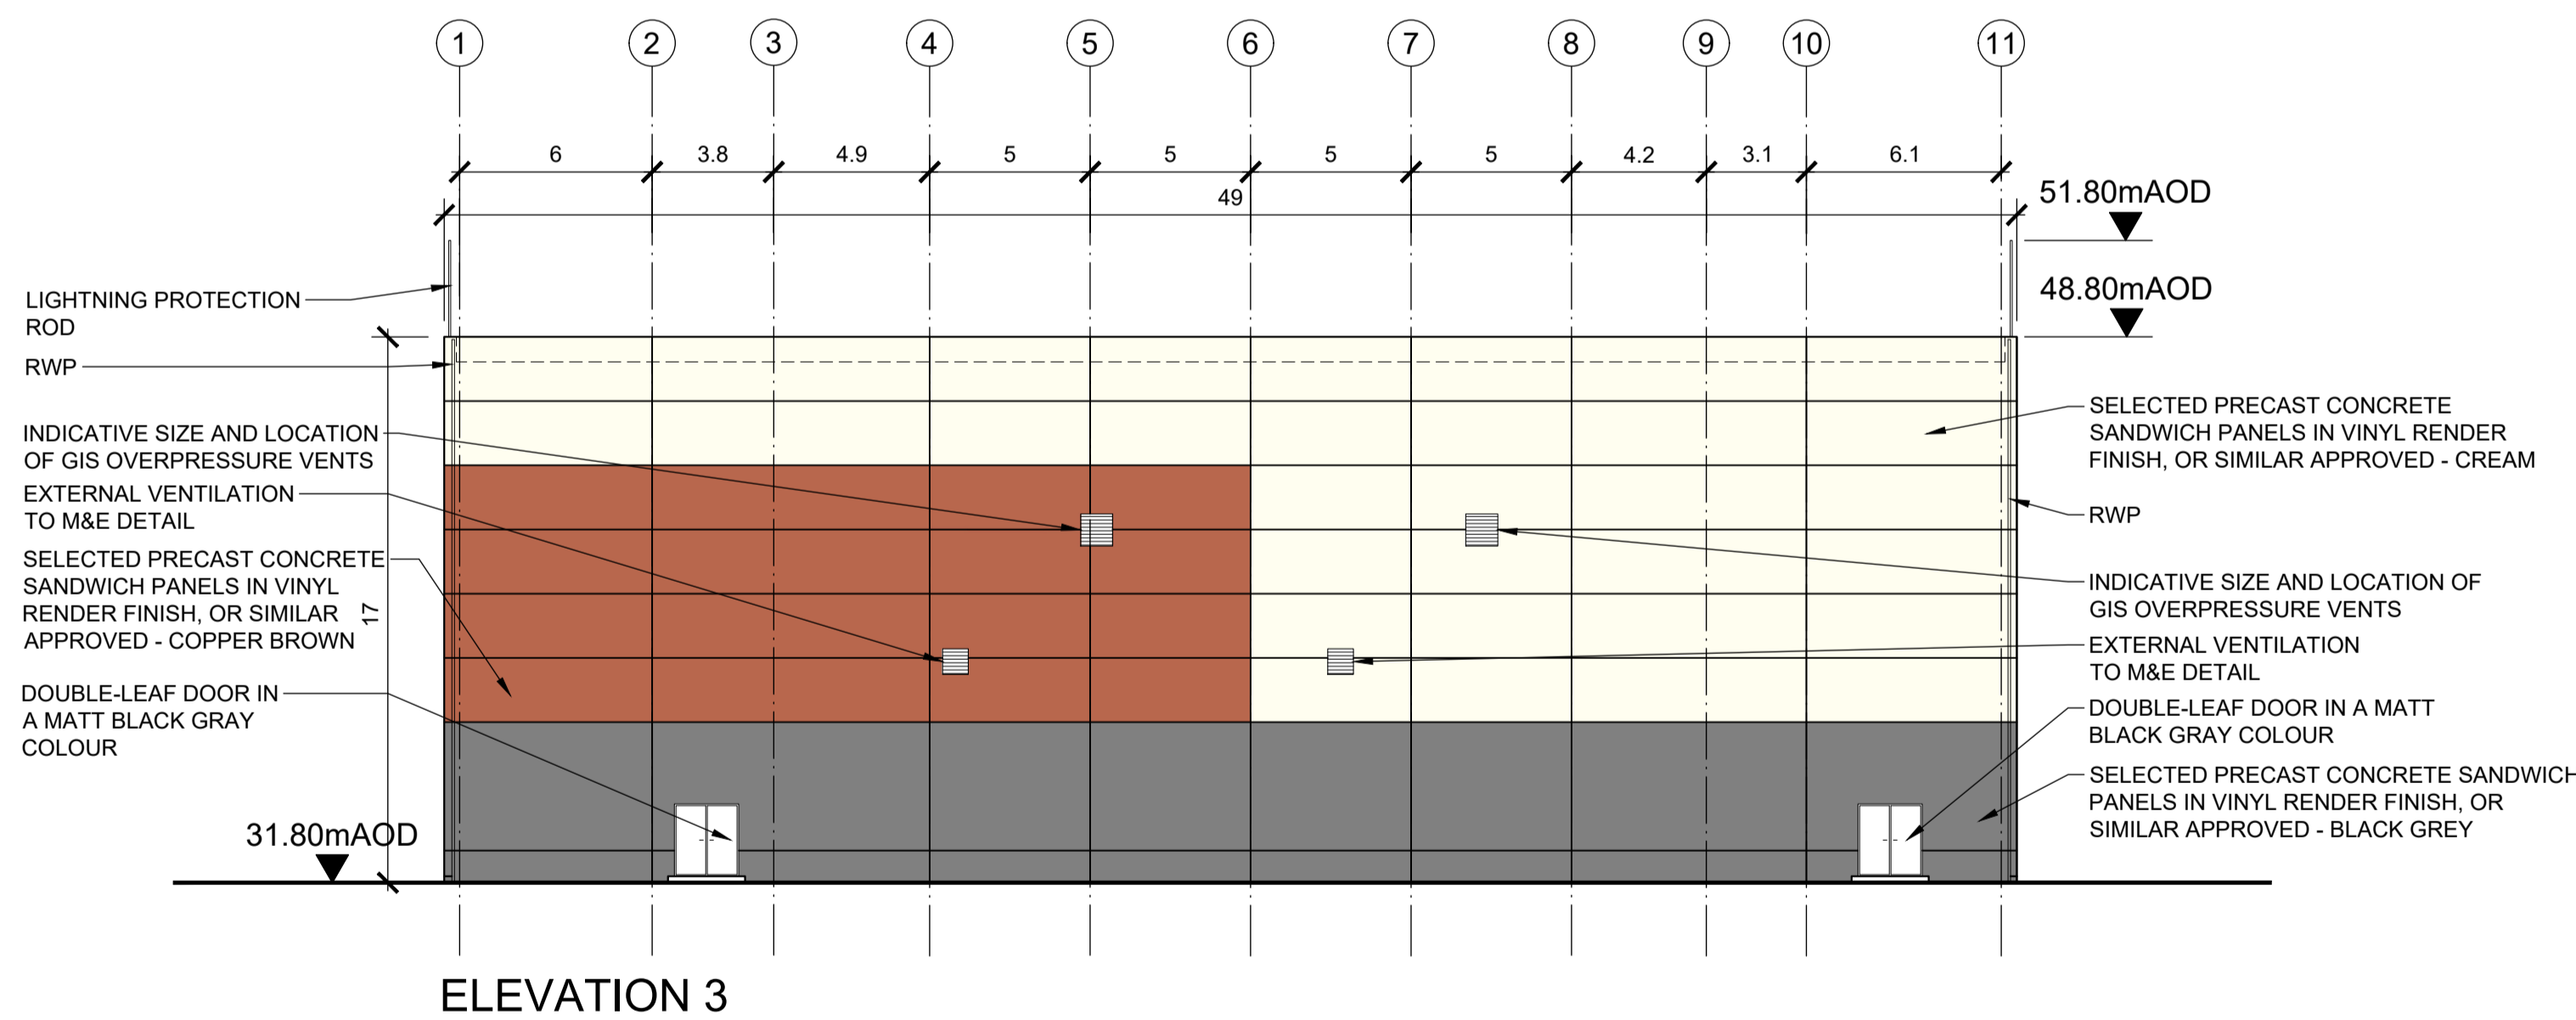 1 2 3 4 5 6 7 8 9 10 11
6 3.8 4.9 5 5 5 5 4.2 3.1 6.1
49
51.80mAOD
48.80mAOD
LIGHTNING PROTECTION
ROD
RWP
INDICATIVE SIZE AND LOCATION
OF GIS OVERPRESSURE VENTS
EXTERNAL VENTILATION
TO M&E DETAIL
SELECTED PRECAST CONCRETE
SANDWICH PANELS IN VINYL
RENDER FINISH, OR SIMILAR
APPROVED - COPPER BROWN
17
DOUBLE-LEAF DOOR IN
A MATT BLACK GRAY
COLOUR
31.80mAOD
SELECTED PRECAST CONCRETE
SANDWICH PANELS IN VINYL RENDER
FINISH, OR SIMILAR APPROVED - CREAM
RWP
INDICATIVE SIZE AND LOCATION OF
GIS OVERPRESSURE VENTS
EXTERNAL VENTILATION
TO M&E DETAIL
DOUBLE-LEAF DOOR IN A MATT
BLACK GRAY COLOUR
SELECTED PRECAST CONCRETE SANDWICH
PANELS IN VINYL RENDER FINISH, OR
SIMILAR APPROVED - BLACK GREY
ELEVATION 3